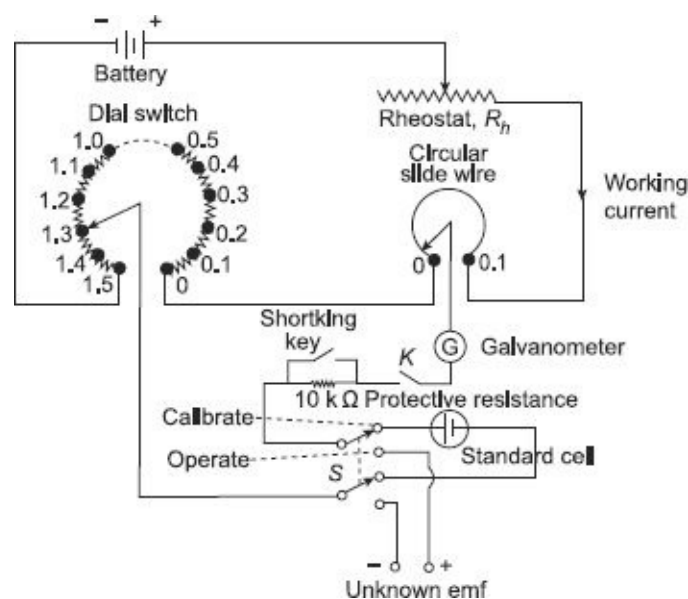 − +
Battery
Dial switch
Rheostat, Rh
1.0 0.5
1.1 0.4
1.2 0.3
1.3 0.2
1.4 0.1
1.5 0
Circular
slide wire
Working
current
0 0.1
Shortking
key
K
G Galvanometer
10 k Ω Protective resistance
Calibrate
Operate
S
Standard cell
− +
Unknown emf